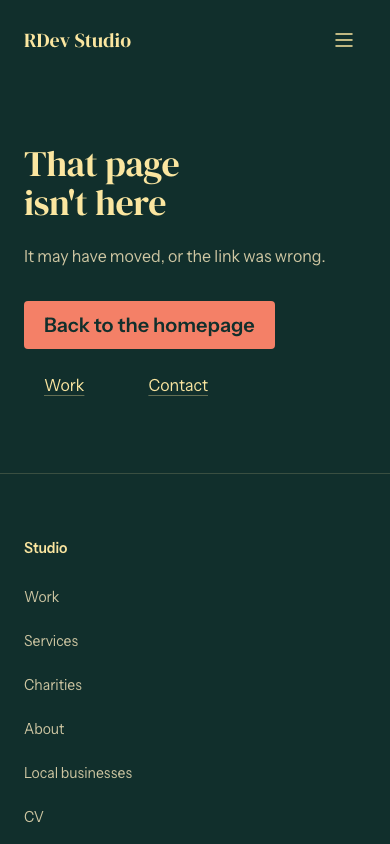 RDev Studio
That page
isn't here
It may have moved, or the link was wrong.
Back to the homepage
Work Contact
Studio
Work
Services
Charities
About
Local businesses
CV